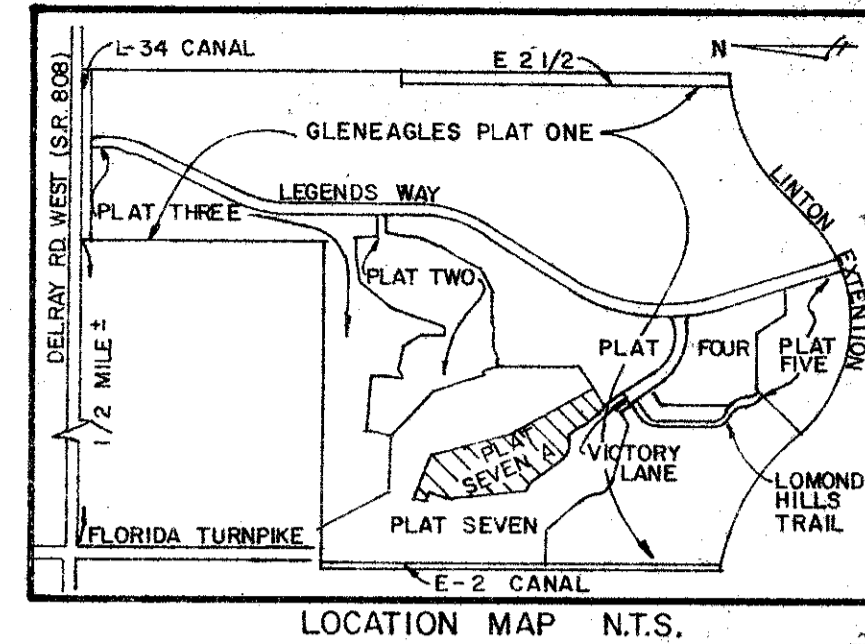 L-34 CANAL
E 2 1/2
N
DELRAY RD. WEST (S.R. 808)
GLENEAGLES PLAT ONE
LEGENDS WAY
LINTON EXTENTION
PLAT THREE
PLAT TWO
1/2 MILE ±
PLAT FOUR
PLAT FIVE
PLAT
SEVEN A
VICTORY
LANE
LOMOND
HILLS
TRAIL
PLAT SEVEN
FLORIDA TURNPIKE
E-2 CANAL
LOCATION MAP N.T.S.